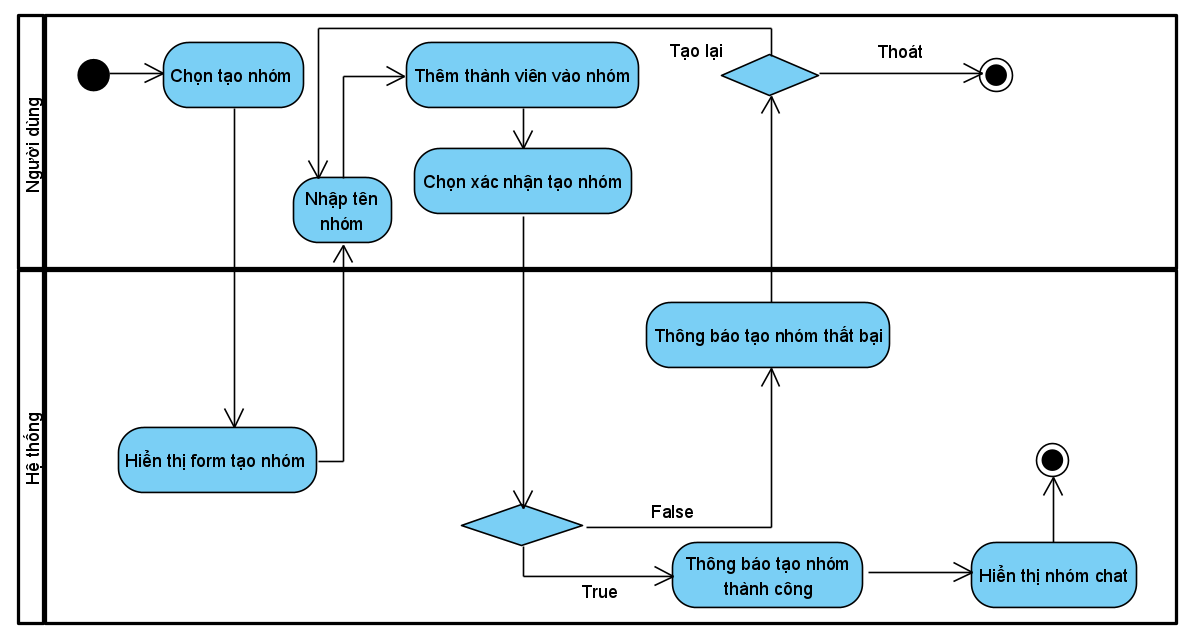 Người dùng
Chọn tạo nhóm
Thêm thành viên vào nhóm
Tạo lại
Thoát
Chọn xác nhận tạo nhóm
Nhập tên
nhóm
Hệ thống
Thông báo tạo nhóm thất bại
Hiển thị form tạo nhóm
False
True
Thông báo tạo nhóm
thành công
Hiển thị nhóm chat